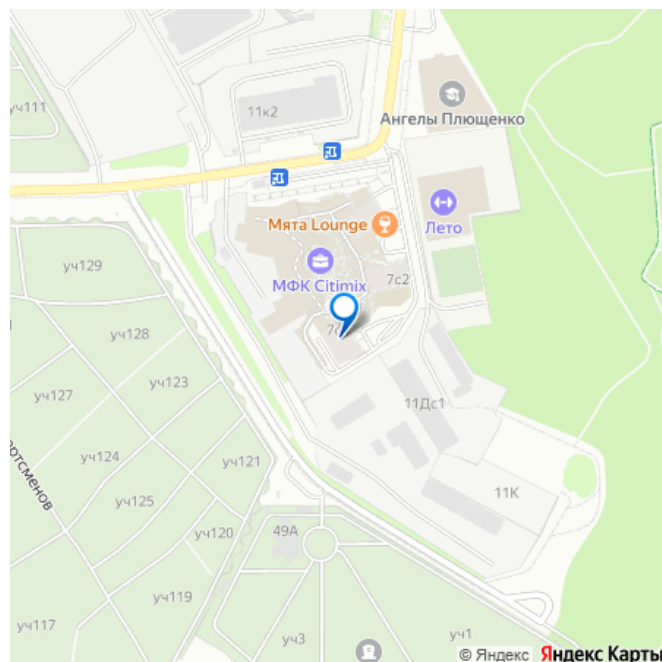 уч111
11к2
Ангелы Плющенко
Мята Lounge
Лето
уч129
МФК Citimix
7с2
уч128
уч123
уч127
11Дс1
уч124
уч121
уч125
11К
49А
уч120
уч119
уч117
уч3
уч1
© Яндекс Яндекс Карты